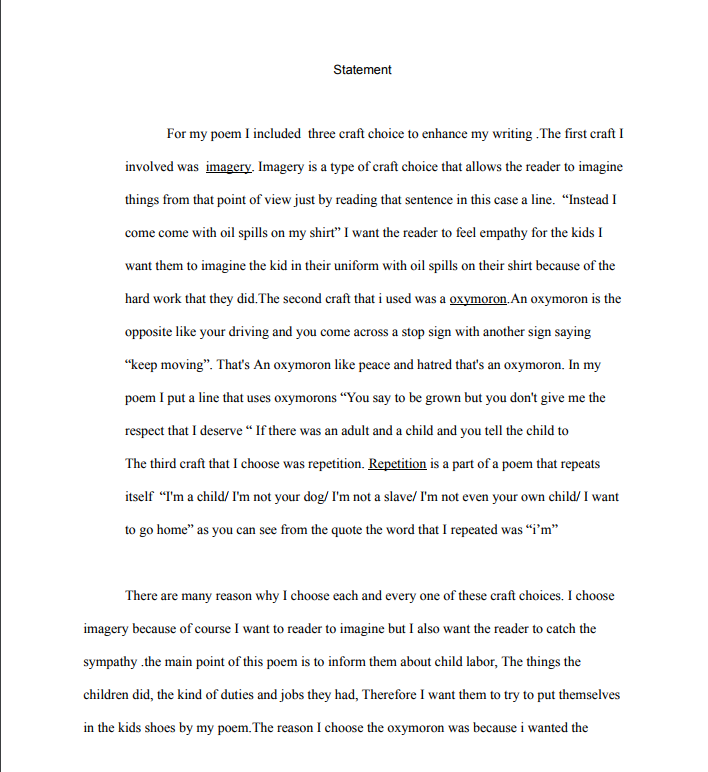 Statement
For my poem I included three craft choice to enhance my writing .The first craft I
involved was imagery. Imagery is a type of craft choice that allows the reader to imagine
things from that point of view just by reading that sentence in this case a line. “Instead I
come come with oil spills on my shirt” I want the reader to feel empathy for the kids I
want them to imagine the kid in their uniform with oil spills on their shirt because of the
hard work that they did.The second craft that i used was a oxymoron.An oxymoron is the
opposite like your driving and you come across a stop sign with another sign saying
“keep moving”. That's An oxymoron like peace and hatred that's an oxymoron. In my
poem I put a line that uses oxymorons “You say to be grown but you don't give me the
respect that I deserve “ If there was an adult and a child and you tell the child to
The third craft that I choose was repetition. Repetition is a part of a poem that repeats
itself “I'm a child/ I'm not your dog/ I'm not a slave/ I'm not even your own child/ I want
to go home” as you can see from the quote the word that I repeated was “i’m”
There are many reason why I choose each and every one of these craft choices. I choose
imagery because of course I want to reader to imagine but I also want the reader to catch the
sympathy .the main point of this poem is to inform them about child labor, The things the
children did, the kind of duties and jobs they had, Therefore I want them to try to put themselves
in the kids shoes by my poem.The reason I choose the oxymoron was because i wanted the